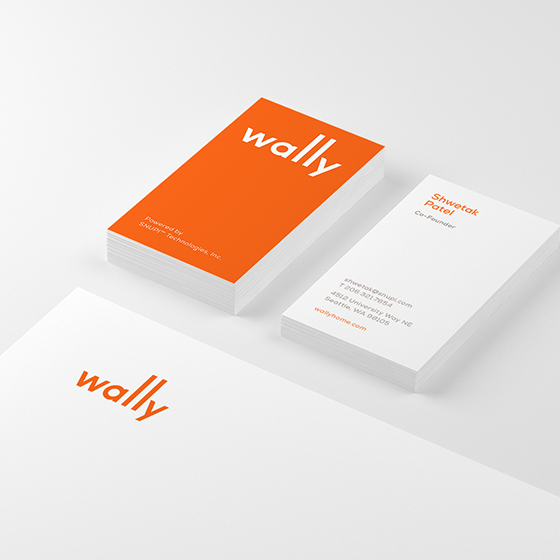 wally
Powered by
SNUPI™ Technologies, Inc.
Shwetak
Patel
Co-Founder
shwetak@snupi.com
T 206.321.7654
4512 University Way NE
Seattle, WA 98105
wallyhome.com
wally